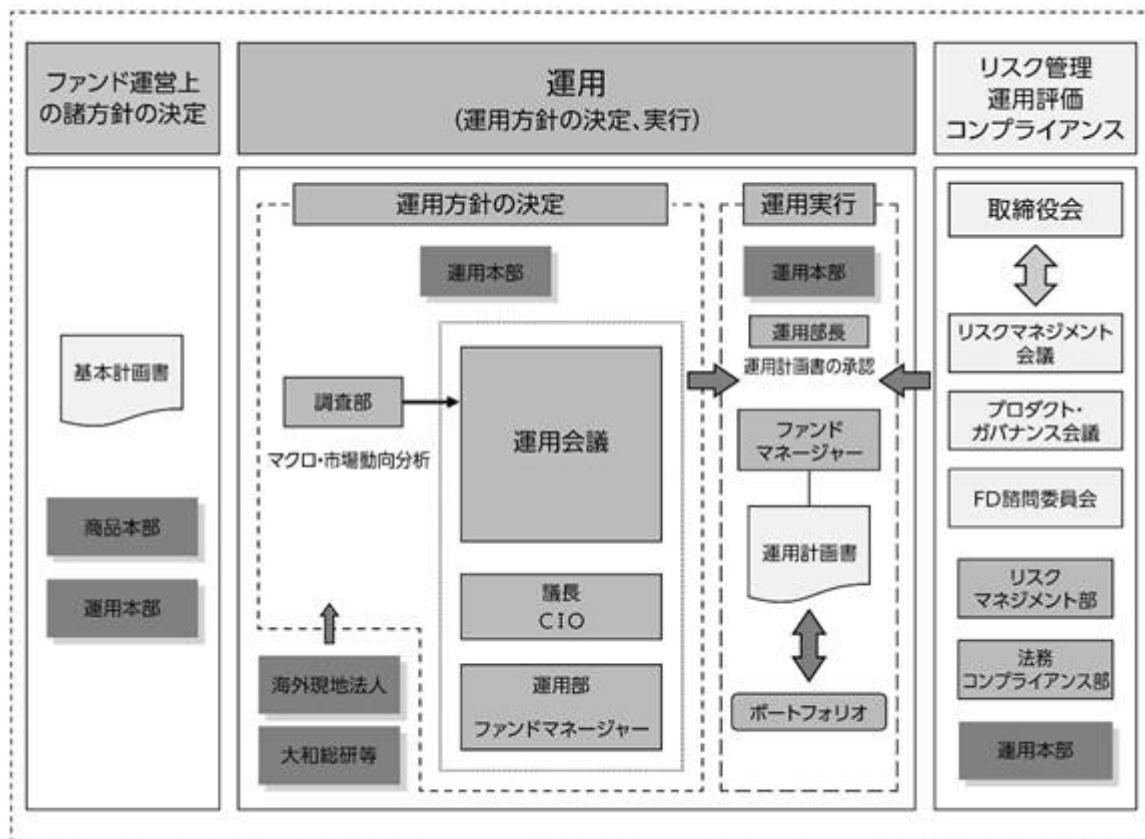 ファンド運営上
の諸方針の決定
基本計画書
商品本部
運用本部
運用
(運用方針の決定、実行)
運用方針の決定
運用本部
調査部
マクロ・市場動向分析
運用会議
議長
CIO
運用部
ファンドマネージャー
海外現地法人
大和総研等
運用実行
運用本部
運用部長
運用計画書の承認
ファンド
マネージャー
運用計画書
ポートフォリオ
リスク管理
運用評価
コンプライアンス
取締役会
リスクマネジメント
会議
プロダクト・
ガバナンス会議
FD諮問委員会
リスク
マネジメント部
法務
コンプライアンス部
運用本部